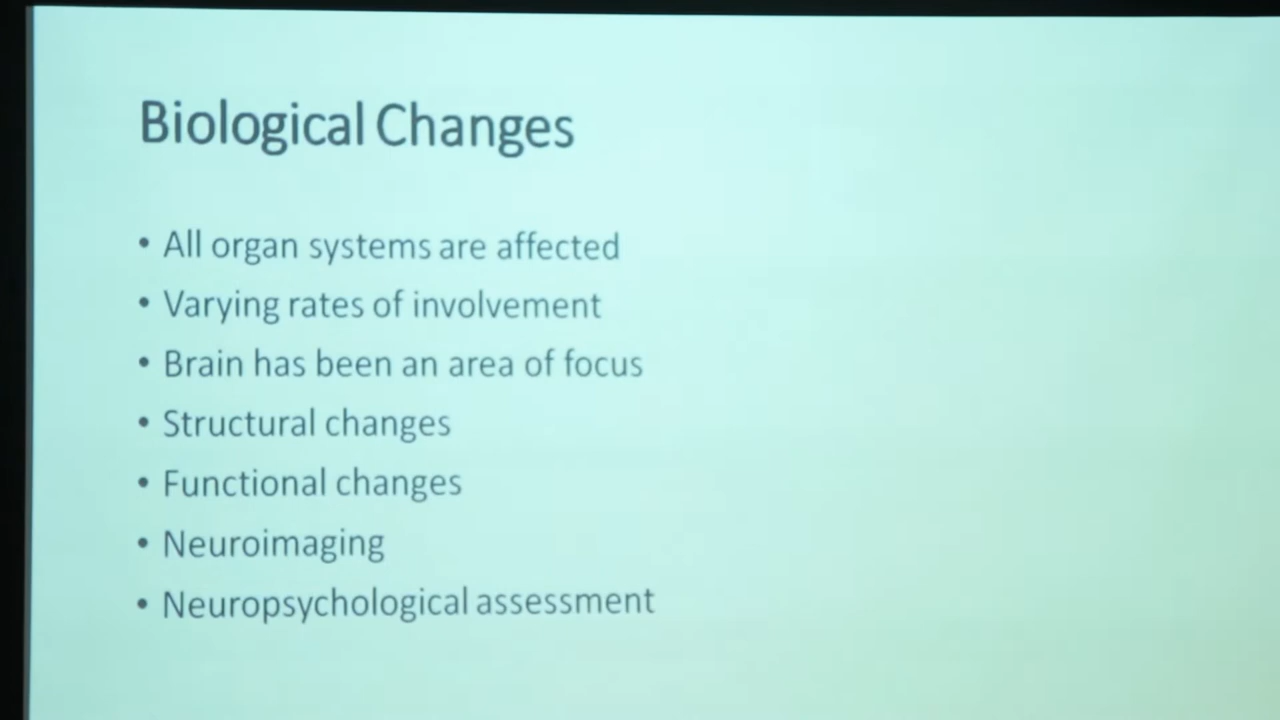 Biological Changes
• All organ systems are affected
• Varying rates of involvement
• Brain has been an area of focus
• Structural changes
• Functional changes
• Neuroimaging
• Neuropsychological assessment